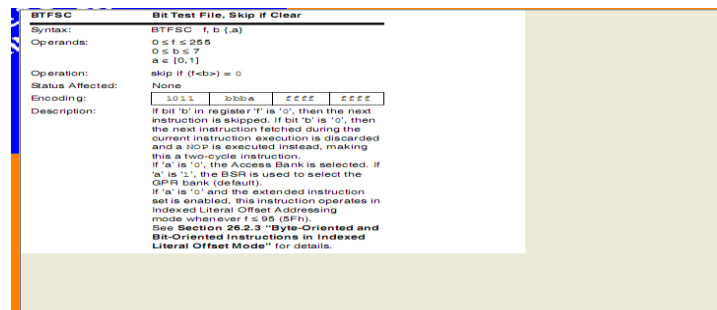 BTFSC Bit Test File, Skip if Clear
Syntax: BTFSC f, b {,a}
Operands: 0 ≤ f ≤ 255
0 ≤ b ≤ 7
a ∈ [0,1]
Operation: skip if (f<b>) = 0
Status Affected: None
Encoding: 1011 bbba ffff ffff
Description: If bit 'b' in register 'f' is '0', then the next
instruction is skipped. If bit 'b' is '0', then
the next instruction fetched during the
current instruction execution is discarded
and a NOP is executed instead, making
this a two-cycle instruction.
If 'a' is '0', the Access Bank is selected. If
'a' is '1', the BSR is used to select the
GPR bank (default).
If 'a' is '0' and the extended instruction
set is enabled, this instruction operates in
Indexed Literal Offset Addressing
mode whenever f ≤ 95 (5Fh).
See Section 26.2.3 "Byte-Oriented and
Bit-Oriented Instructions in Indexed
Literal Offset Mode" for details.